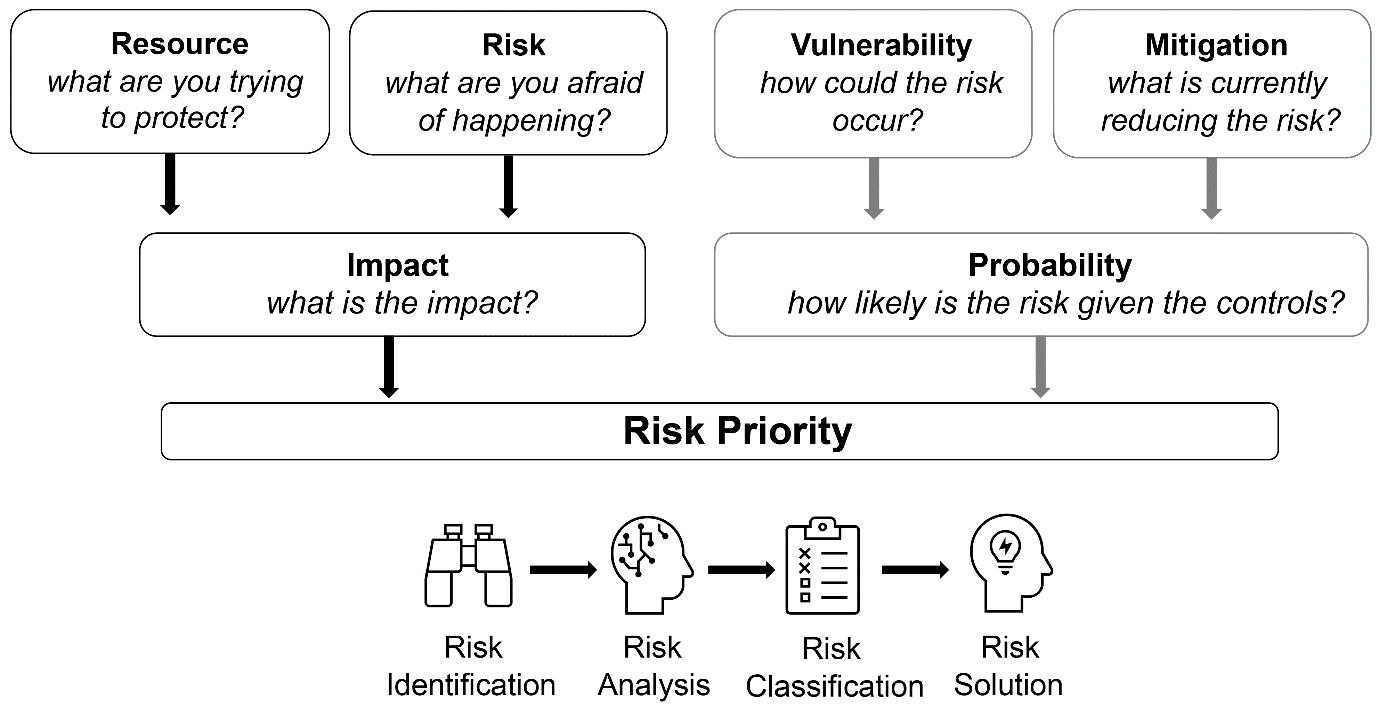 Resource
what are you trying
to protect?
Risk
what are you afraid
of happening?
Vulnerability
how could the risk
occur?
Mitigation
what is currently
reducing the risk?
Impact
what is the impact?
Probability
how likely is the risk given the controls?
Risk Priority
Risk
Identification
Risk
Analysis
Risk
Classification
Risk
Solution